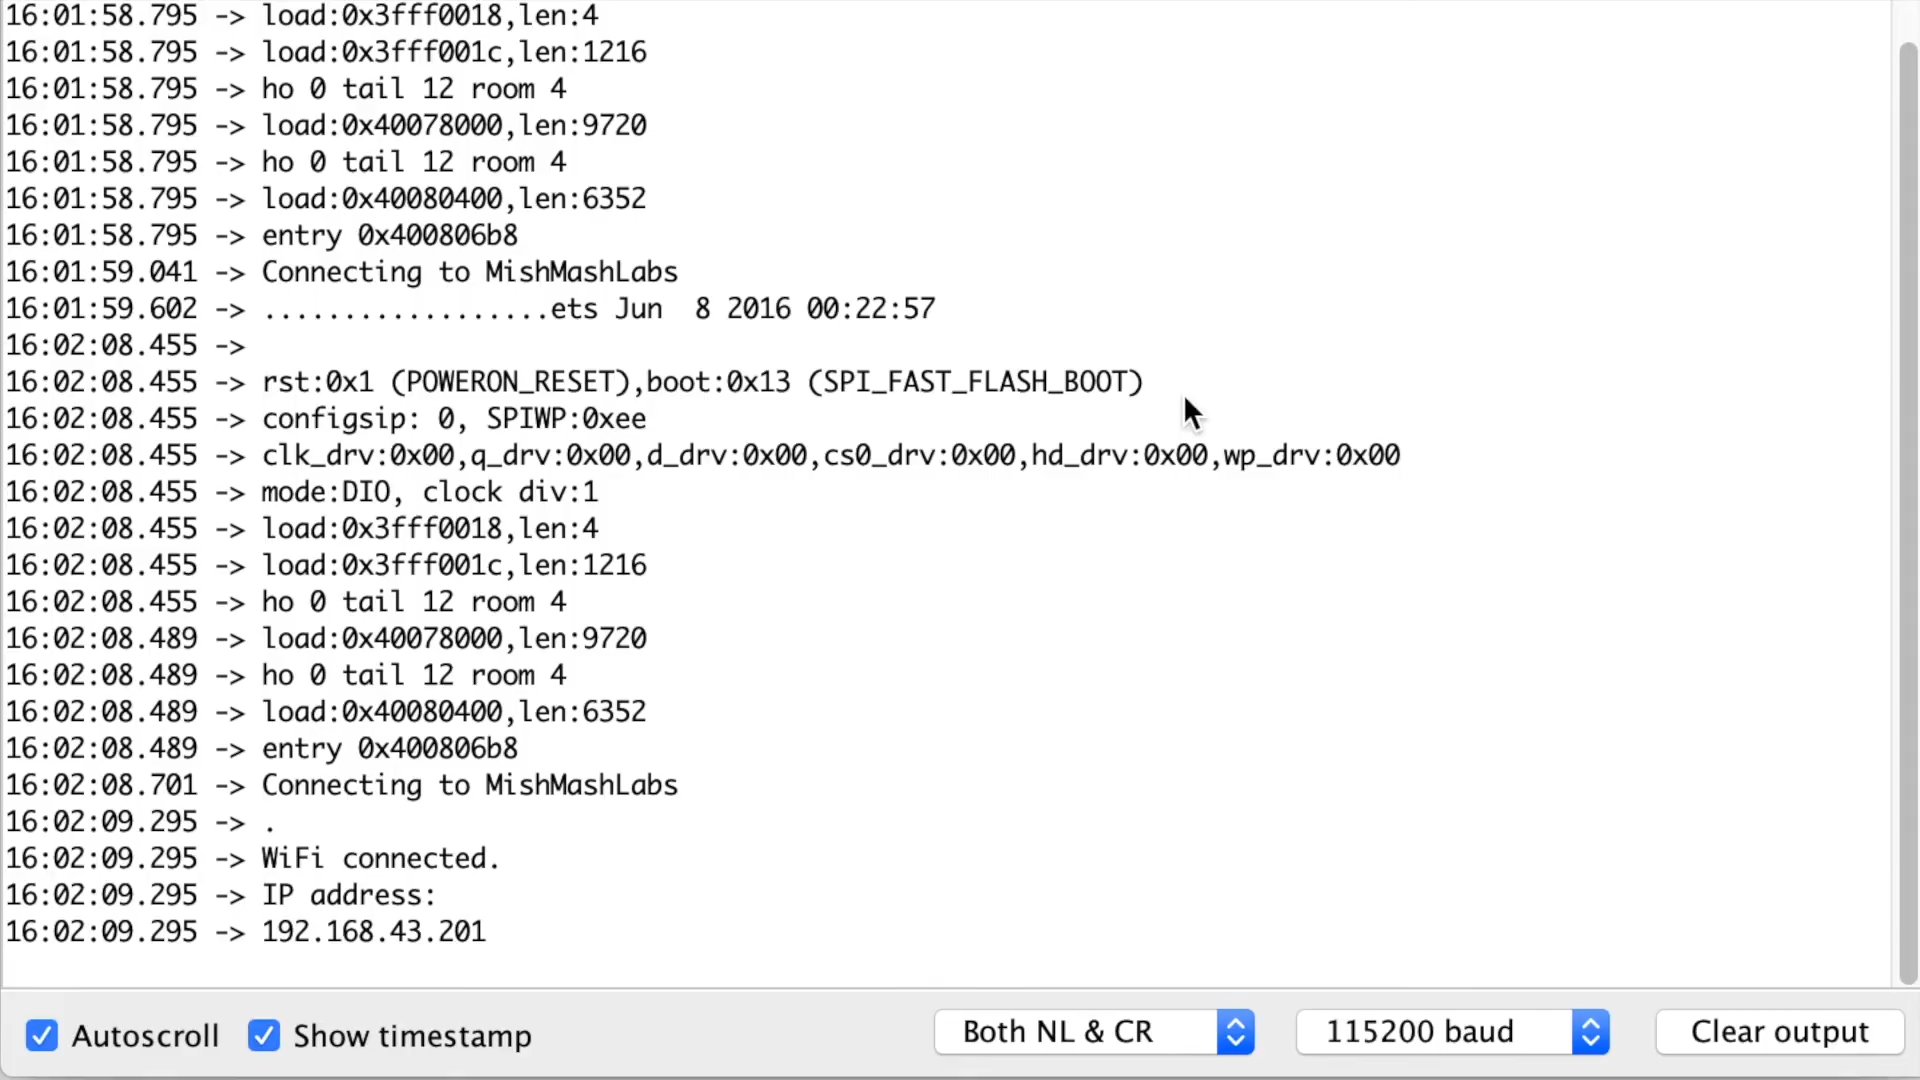 16:01:58.795 -> load:0x3fff0018,len:4
16:01:58.795 -> load:0x3fff001c,len:1216
16:01:58.795 -> ho 0 tail 12 room 4
16:01:58.795 -> load:0x40078000,len:9720
16:01:58.795 -> ho 0 tail 12 room 4
16:01:58.795 -> load:0x40080400,len:6352
16:01:58.795 -> entry 0x400806b8
16:01:59.041 -> Connecting to MishMashLabs
16:01:59.602 -> ..................ets Jun  8 2016 00:22:57
16:02:08.455 ->
16:02:08.455 -> rst:0x1 (POWERON_RESET),boot:0x13 (SPI_FAST_FLASH_BOOT)
16:02:08.455 -> configsip: 0, SPIWP:0xee
16:02:08.455 -> clk_drv:0x00,q_drv:0x00,d_drv:0x00,cs0_drv:0x00,hd_drv:0x00,wp_drv:0x00
16:02:08.455 -> mode:DIO, clock div:1
16:02:08.455 -> load:0x3fff0018,len:4
16:02:08.455 -> load:0x3fff001c,len:1216
16:02:08.455 -> ho 0 tail 12 room 4
16:02:08.489 -> load:0x40078000,len:9720
16:02:08.489 -> ho 0 tail 12 room 4
16:02:08.489 -> load:0x40080400,len:6352
16:02:08.489 -> entry 0x400806b8
16:02:08.701 -> Connecting to MishMashLabs
16:02:09.295 -> .
16:02:09.295 -> WiFi connected.
16:02:09.295 -> IP address:
16:02:09.295 -> 192.168.43.201
Autoscroll Show timestamp Both NL & CR 115200 baud Clear output